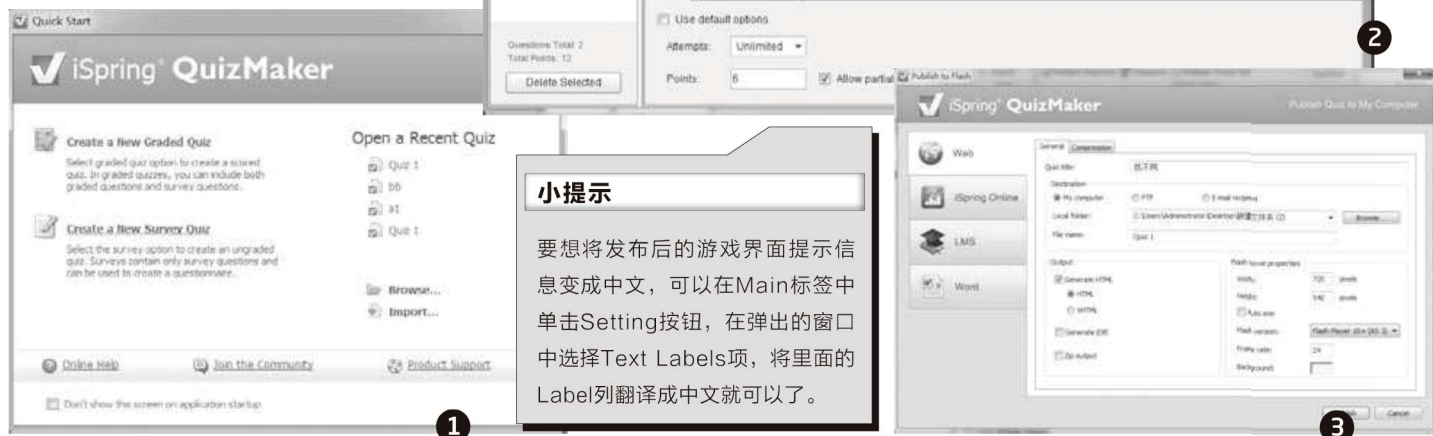 Quick Start
iSpring® QuizMaker
Create a New Graded Quiz
Select graded quiz option to create a scored
quiz. In graded quizzes, you can include both
graded questions and survey questions.
Create a New Survey Quiz
Select the survey option to create an ungraded
quiz. Surveys contain only survey questions and
can be used to create a questionnaire.
Open a Recent Quiz
Quiz 1
bb
a1
Quiz 1
Browse...
Import...
Online Help
Join the Community
Product Support
Don't show this screen on application startup
1
Questions Total: 2
Total Points: 12
Delete Selected
Use default options
Attempts: Unlimited
Points: 6
Allow partial
2
小提示
要想将发布后的游戏界面提示信
息变成中文，可以在Main标签中
单击Setting按钮，在弹出的窗口
中选择Text Labels项，将里面的
Label列翻译成中文就可以了。
Publish to Flash
iSpring® QuizMaker
Publish Quiz to My Computer
Web
iSpring Online
LMS
Word
General Compression
Quiz title: 找不同
Destination
My computer
FTP
Local folder: C:\Users\Administrator\Desktop\新建文件夹 (2)
Browse...
File name: Quiz 1
Output
Generate HTML
HTML
Generate EXE
Zip output
Width: 720 pixels
Height: 540 pixels
Flash version:
Frame rate: 24
Background:
Cancel
3